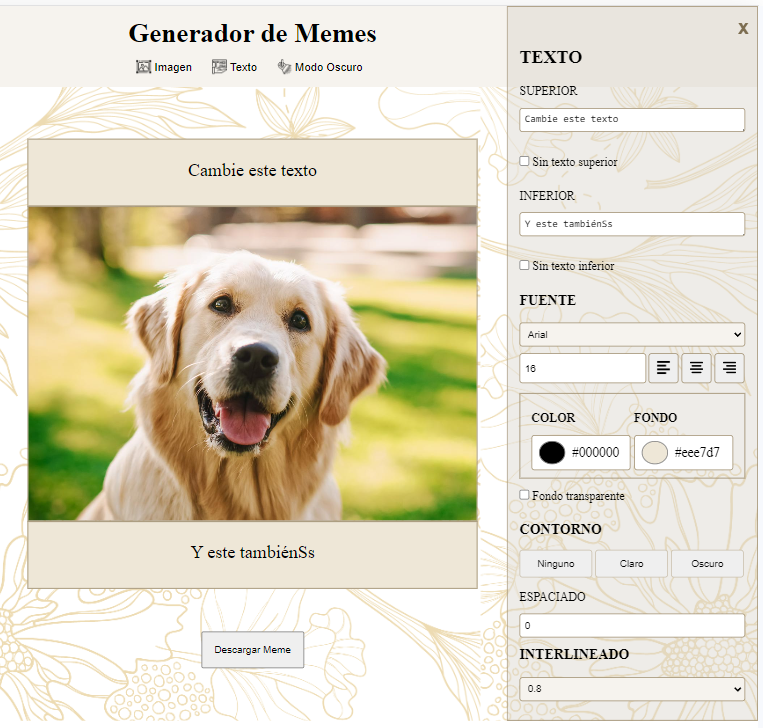 Generador de Memes
Imagen Texto Modo Oscuro
Cambie este texto
Y este tambiénSs
Descargar Meme
X
TEXTO
SUPERIOR
Cambie este texto
Sin texto superior
INFERIOR
Y este tambiénSs
Sin texto inferior
FUENTE
Arial
16
COLOR FONDO
#000000 #eee7d7
Fondo transparente
CONTORNO
Ninguno Claro Oscuro
ESPACIADO
0
INTERLINEADO
0.8